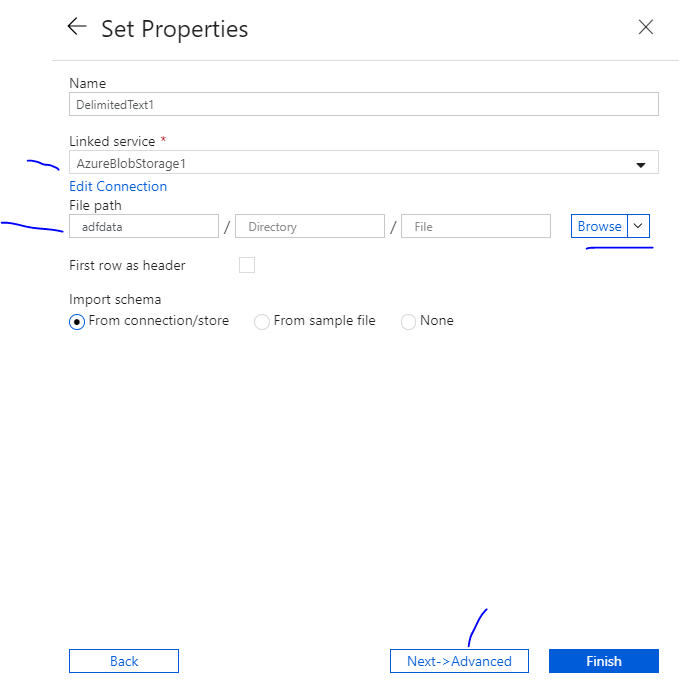 Set Properties
Name
DelimitedText1
Linked service *
AzureBlobStorage1
Edit Connection
File path
adfdata / Directory / File Browse
First row as header
Import schema
From connection/store From sample file None
Back Next->Advanced Finish